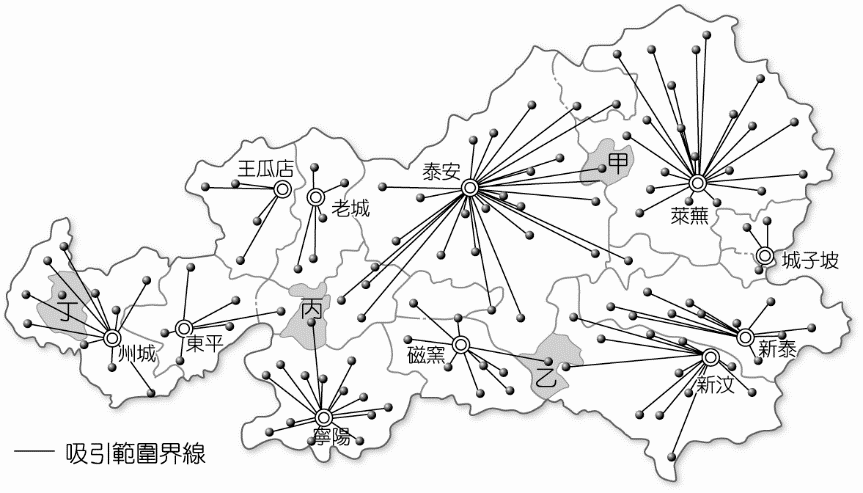 甲
王瓜店
泰安
老城
萊蕪
城子坡
丙
丁
州城
東平
磁窯
乙
新泰
新汶
寧陽
吸引範圍界線